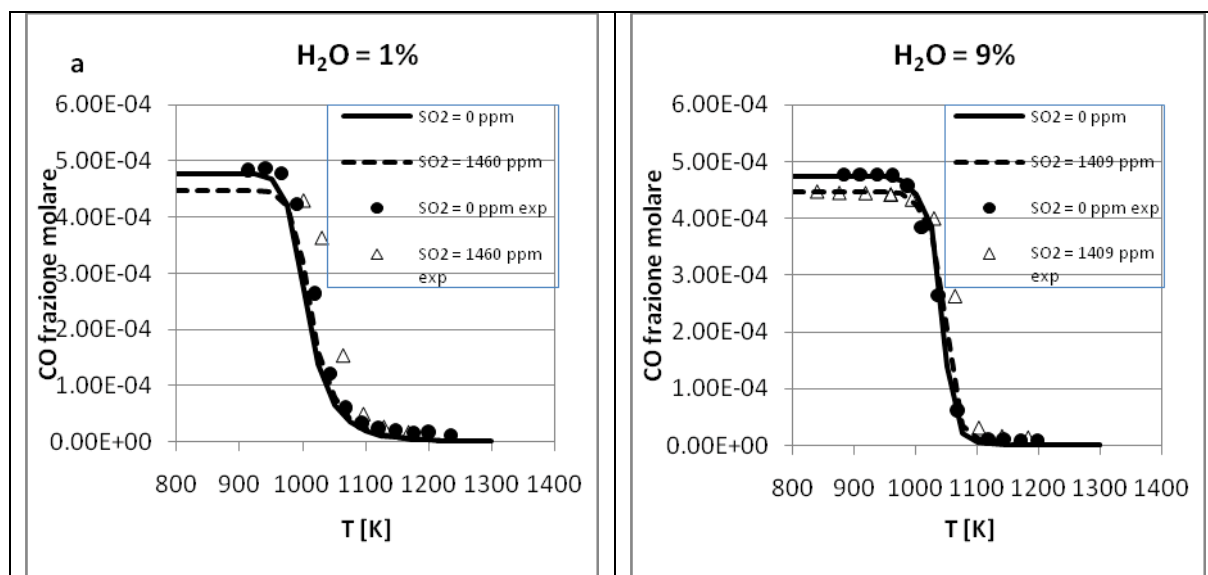 a
H₂O = 1%
6.00E-04
5.00E-04
4.00E-04
3.00E-04
2.00E-04
1.00E-04
0.00E+00
CO frazione molare
SO2 = 0 ppm
SO2 = 1460 ppm
SO2 = 0 ppm exp
SO2 = 1460 ppm
exp
800 900 1000 1100 1200 1300 1400
T [K]
H₂O = 9%
6.00E-04
5.00E-04
4.00E-04
3.00E-04
2.00E-04
1.00E-04
0.00E+00
CO frazione molare
SO2 = 0 ppm
SO2 = 1409 ppm
SO2 = 0 ppm exp
SO2 = 1409 ppm
exp
800 900 1000 1100 1200 1300 1400
T [K]